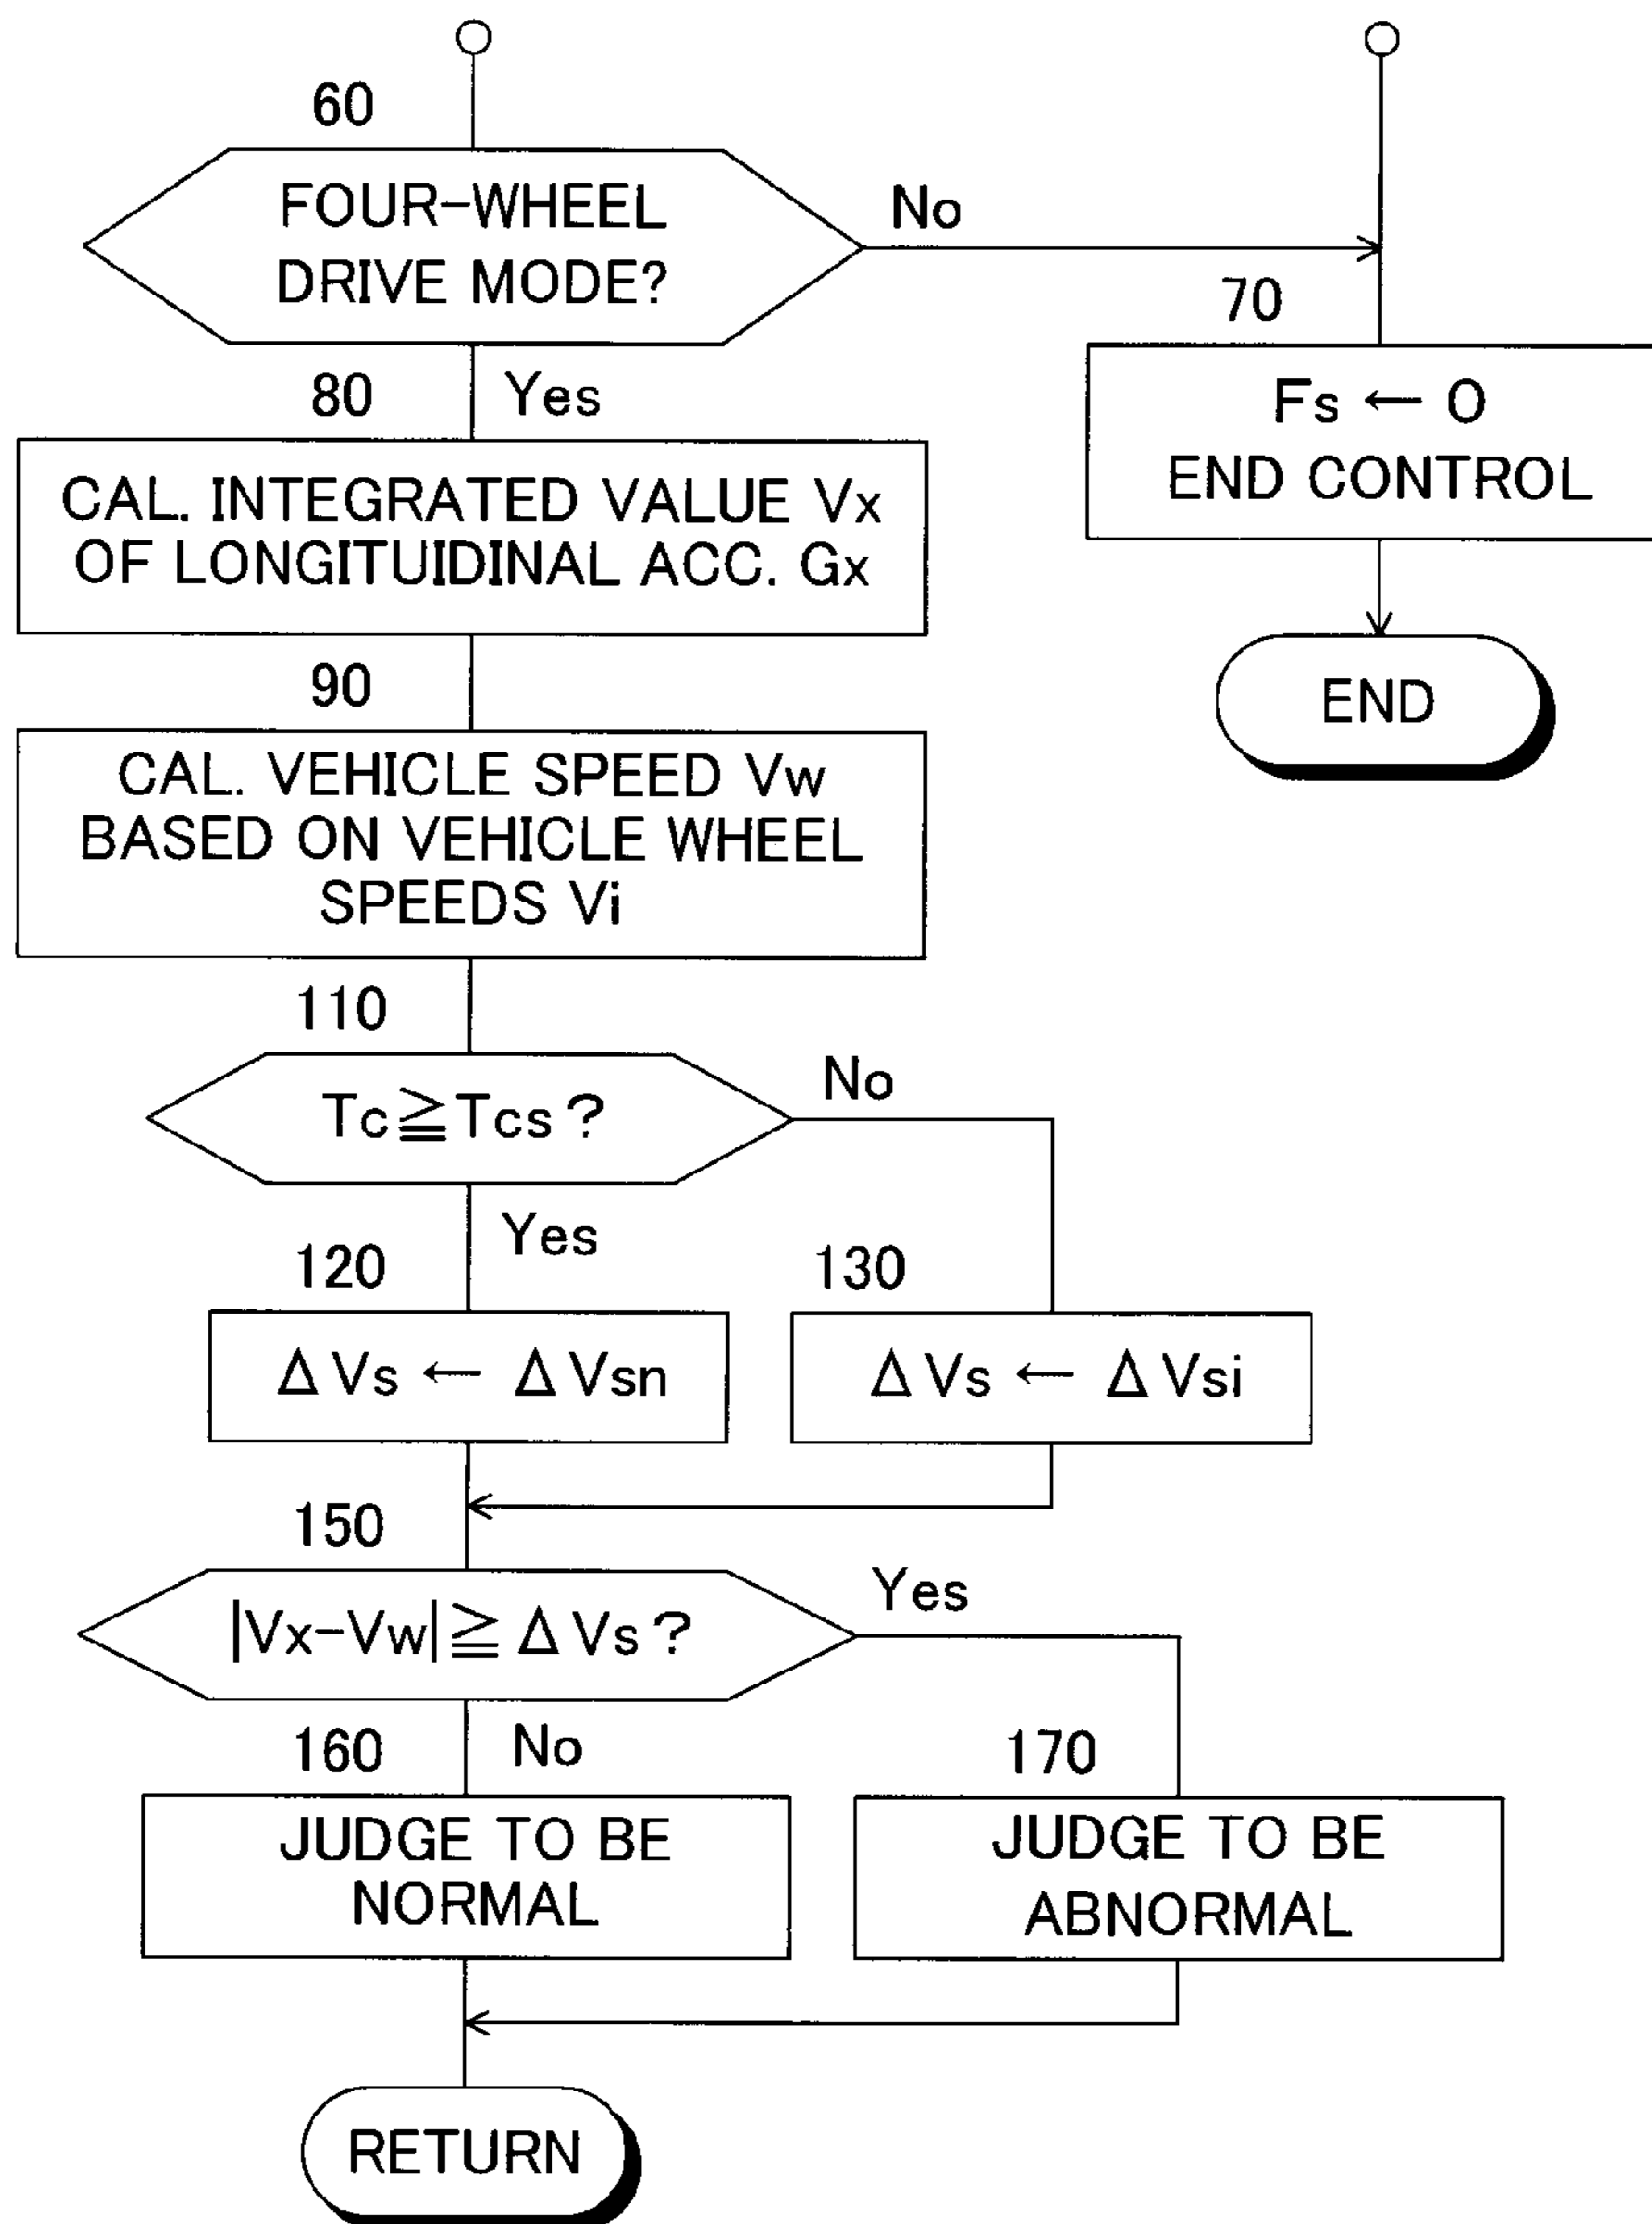 60
FOUR-WHEEL
DRIVE MODE?
No
70
Fs ← 0
END CONTROL
END
80
Yes
CAL. INTEGRATED VALUE Vx
OF LONGITUIDINAL ACC. Gx
90
CAL. VEHICLE SPEED Vw
BASED ON VEHICLE WHEEL
SPEEDS Vi
110
Tc≧Tcs?
No
Yes
120
ΔVs ← ΔVsn
130
ΔVs ← ΔVsi
150
|Vx-Vw|≧ΔVs?
Yes
160
No
JUDGE TO BE
NORMAL
170
JUDGE TO BE
ABNORMAL
RETURN